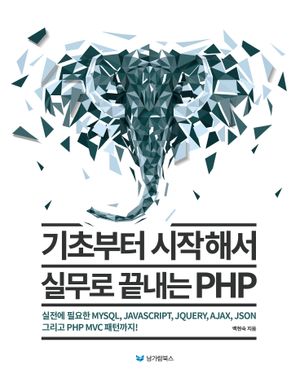 기초부터 시작해서
실무로 끝내는 PHP
실전에 필요한 MYSQL, JAVASCRIPT, JQUERY, AJAX, JSON
그리고 PHP MVC 패턴까지!
백현숙 지음
남가람북스